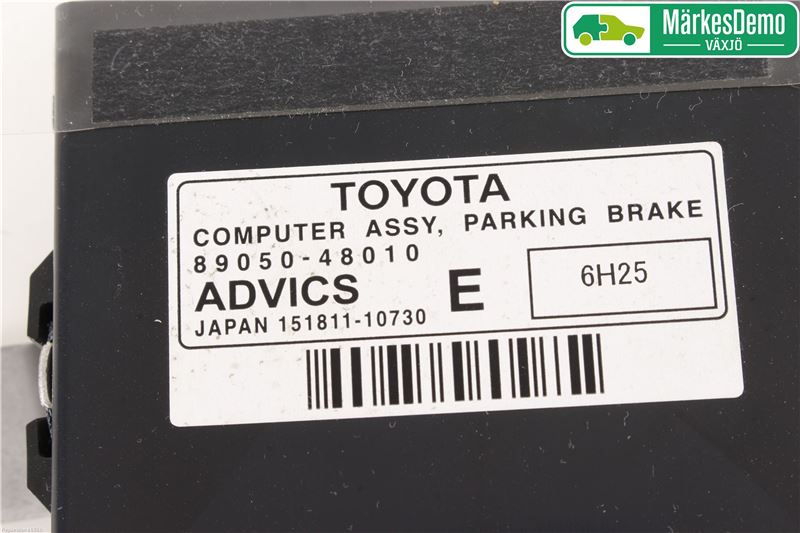 MärkesDemo
VÄXJÖ
TOYOTA
COMPUTER ASSY, PARKING BRAKE
89050-48010
ADVICS E 6H25
JAPAN 151811-10730